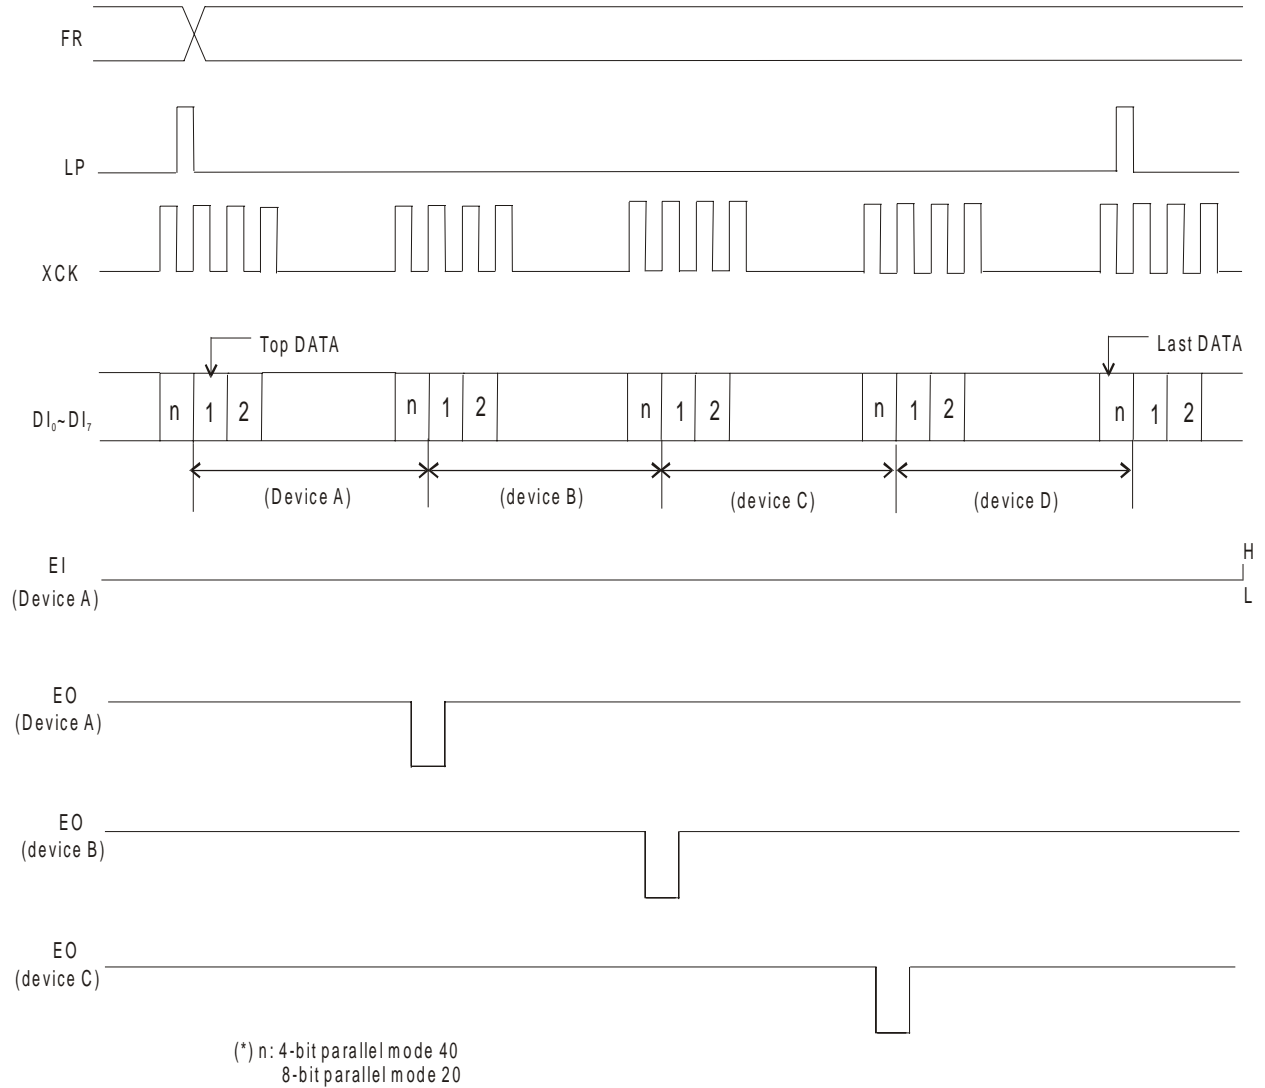 FR
LP
XCK
Top DATA
Last DATA
DI₀~DI₇
n 1 2 n 1 2 n 1 2 n 1 2 n 1 2
(Device A) (device B) (device C) (device D)
EI
(Device A)
H
L
EO
(Device A)
EO
(device B)
EO
(device C)
(*) n: 4-bit parallel mode 40
8-bit parallel mode 20